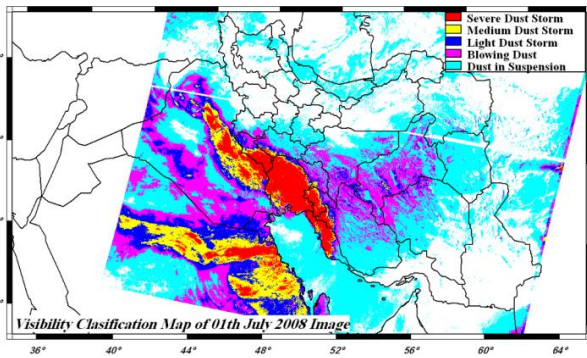 Severe Dust Storm
Medium Dust Storm
Light Dust Storm
Blowing Dust
Dust in Suspension
Visibility Clasification Map of 01th July 2008 Image
36° 40° 44° 48° 52° 56° 60° 64°